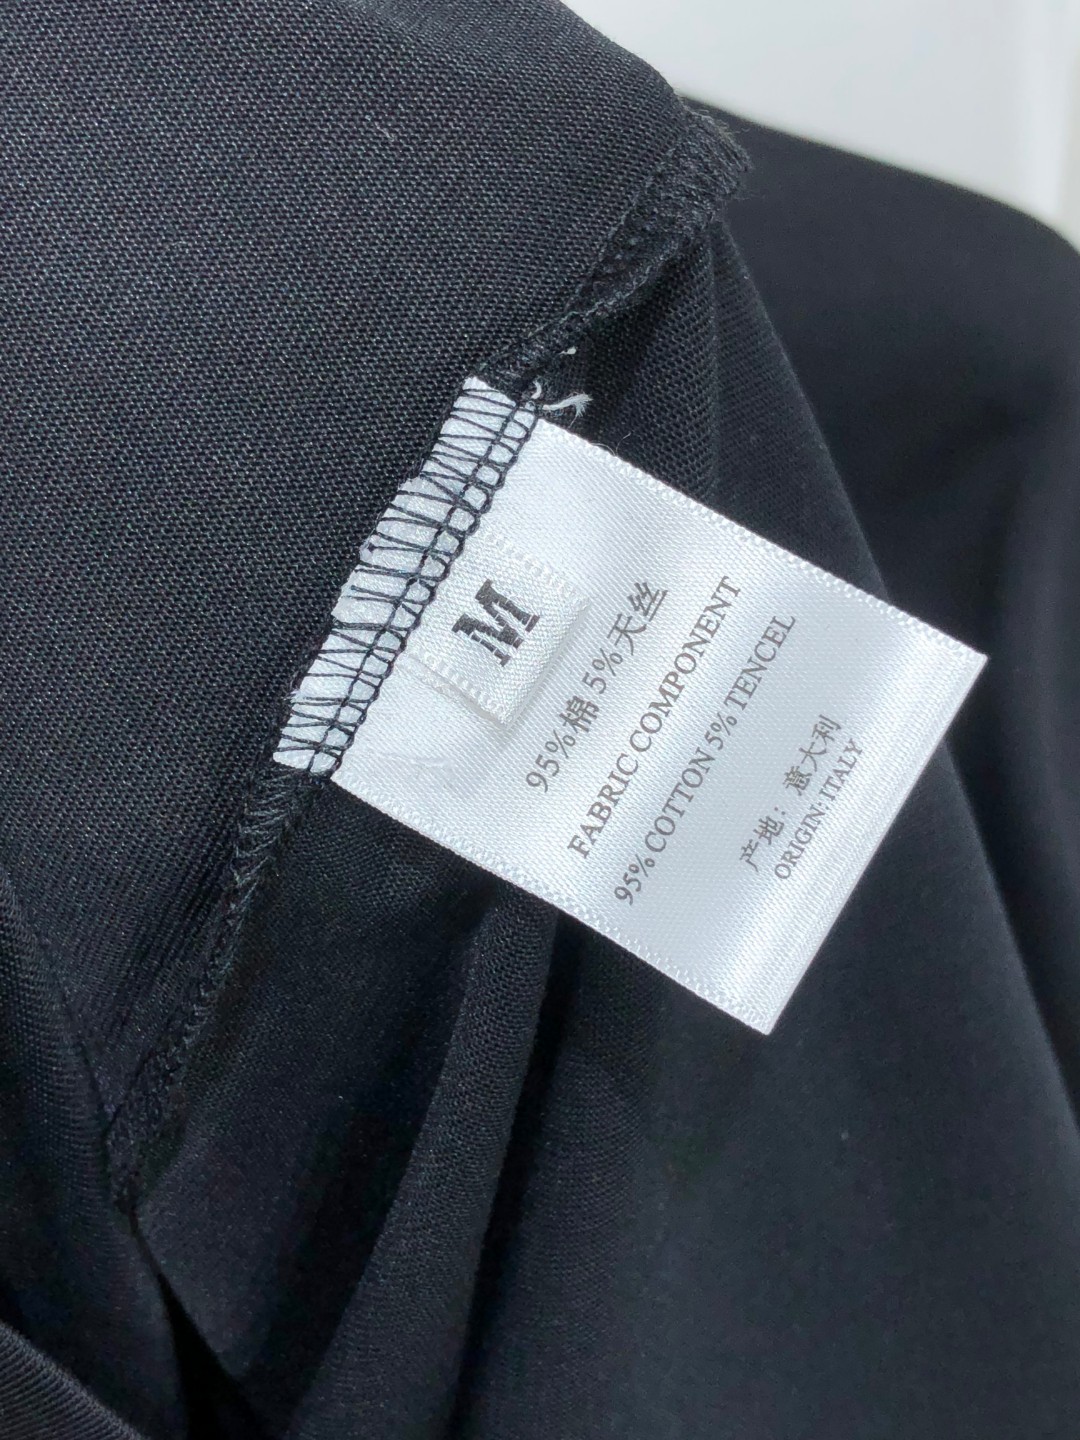 M
95%棉 5%天丝
FABRIC COMPONENT
95% COTTON 5% TENCEL
产地：意大利
ORIGIN: ITALY